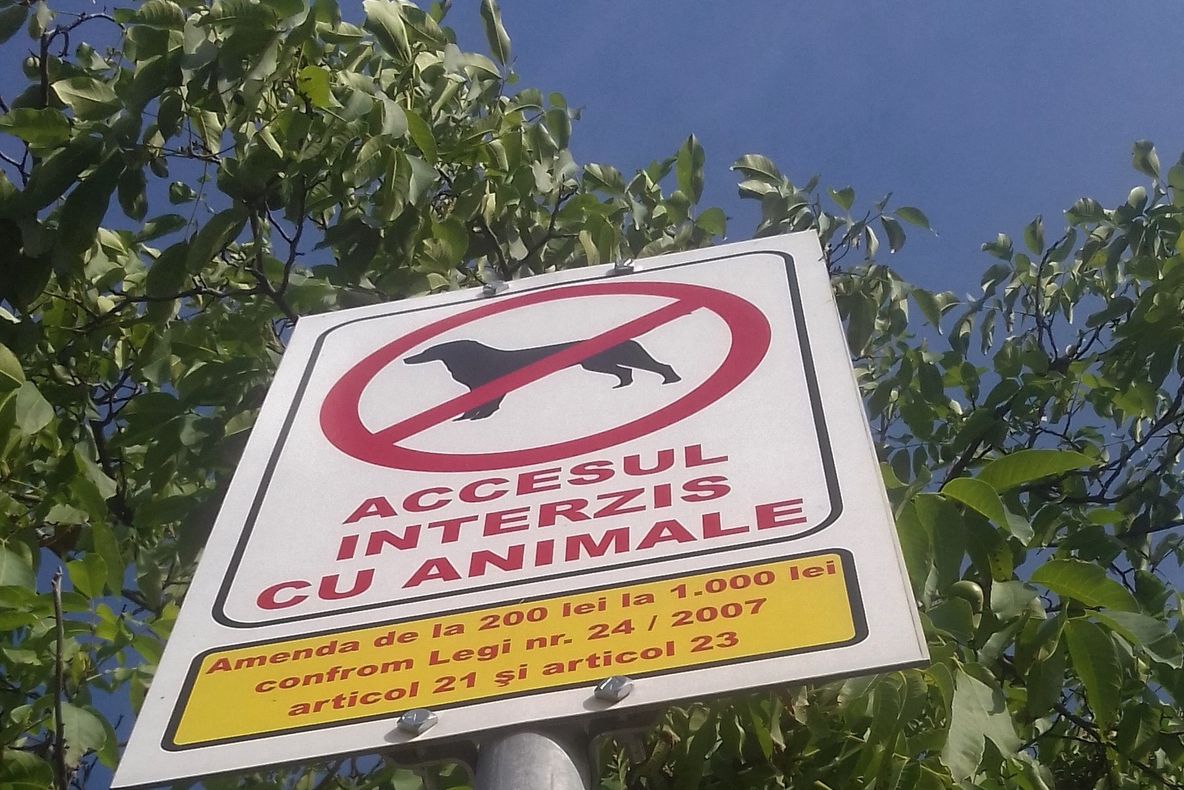 ACCESUL
INTERZIS
CU ANIMALE
Amenda de la 200 lei la 1.000 lei
confrom Legi nr. 24 / 2007
articol 21 şi articol 23